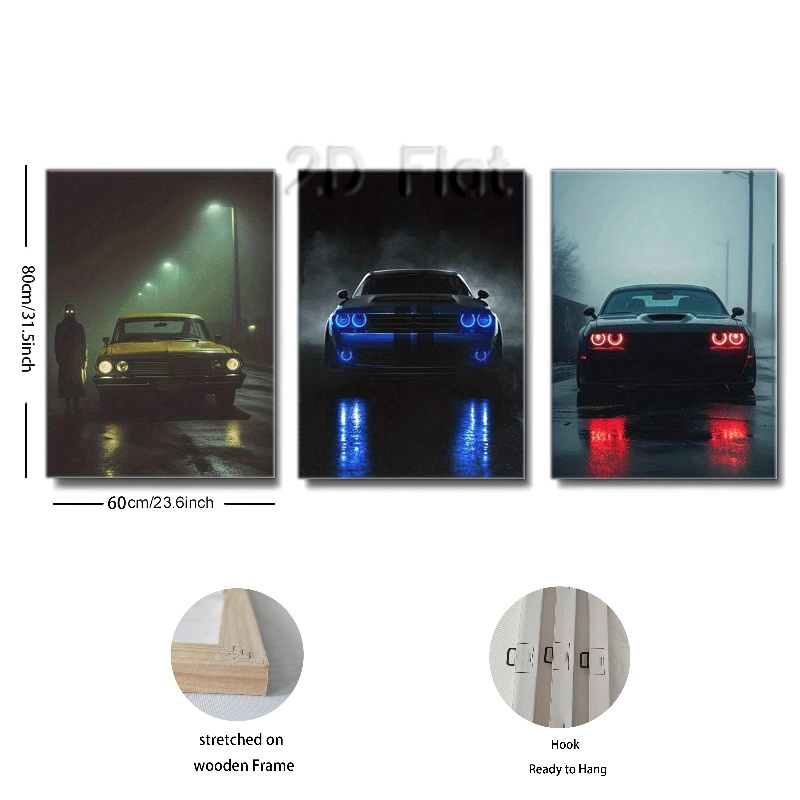 2D Flat
80cm/31.5inch
60cm/23.6inch
stretched on
wooden Frame
Hook
Ready to Hang